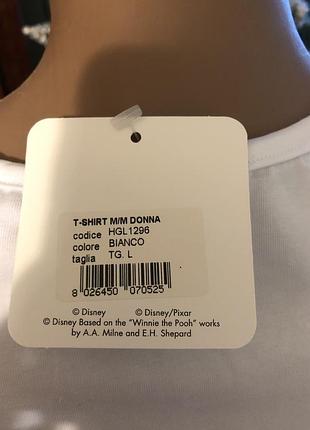 T-SHIRT M/M DONNA
codice HGL1296
colore BIANCO
taglia TG. L
8 026450 070525
© Disney © Disney/Pixar
© Disney Based on the "Winnie the Pooh" works
by A.A. Milne and E.H. Shepard